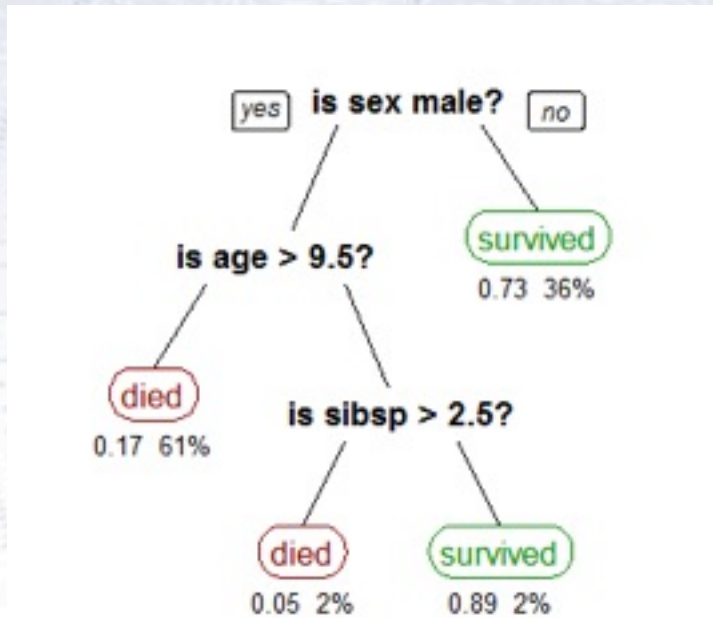 yes is sex male? no
survived
is age > 9.5?
0.73 36%
died
is sibsp > 2.5?
0.17 61%
died survived
0.05 2% 0.89 2%